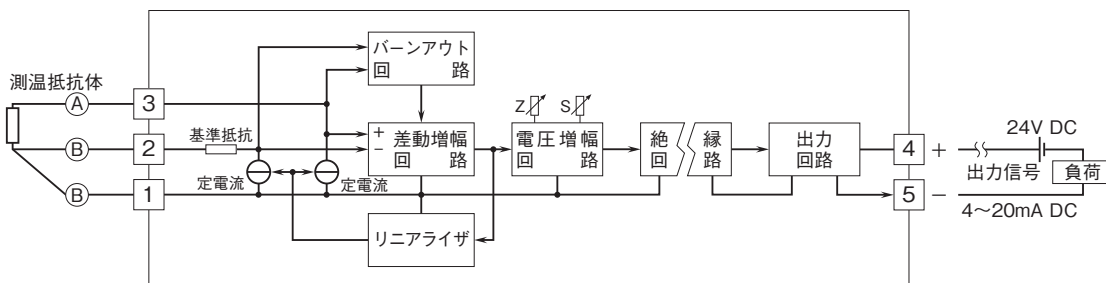 測温抵抗体
A
B
B
3
2
1
基準抵抗
定電流
定電流
バーンアウト
回 路
+
-
差動増幅
回 路
リニアライザ
Z
S
電圧増幅
回 路
絶 縁
回 路
出力
回路
4
5
+
-
24V DC
出力信号
負荷
4～20mA DC